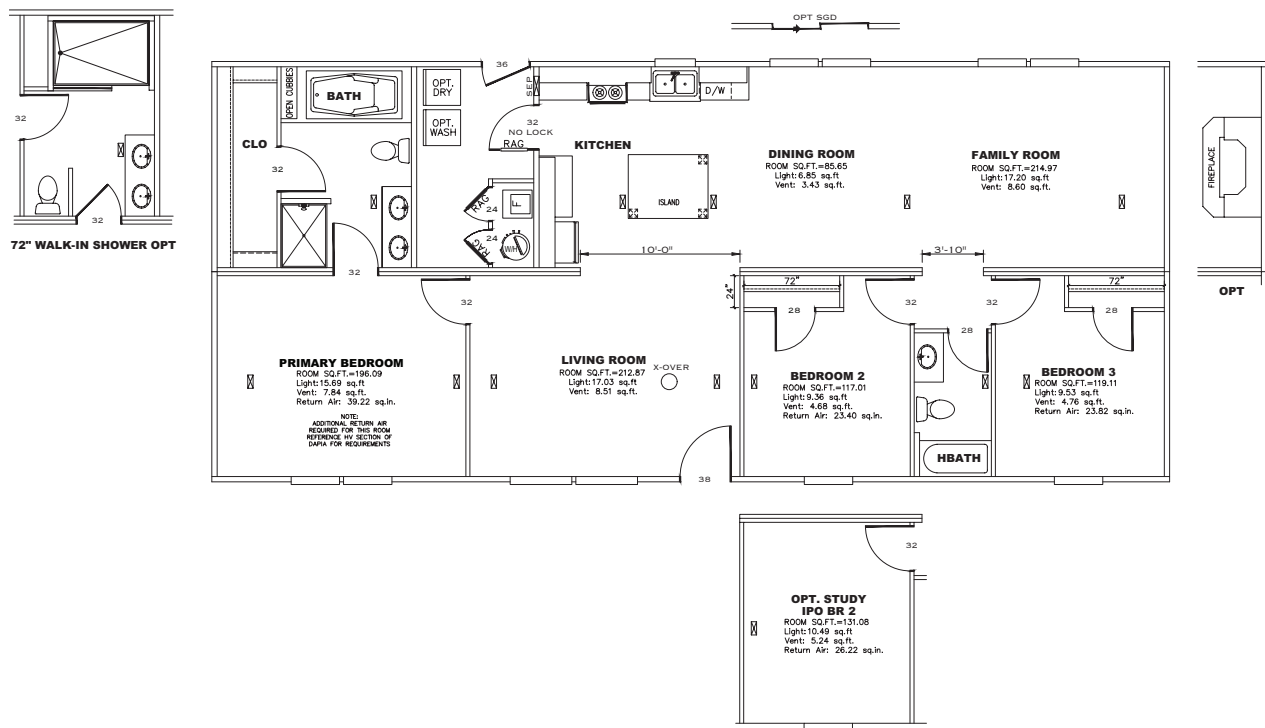 OPT SGD
32
32
72" WALK-IN SHOWER OPT
CLO
OPEN CUBBIES
BATH
32
32
OPT.
DRY
OPT.
WASH
36
SEP
32
NO LOCK
RAG
RAG
24
24
RAG
F
W/H
KITCHEN
D/W
ISLAND
DINING ROOM
ROOM SQ.FT.=85.65
Light: 6.85 sq.ft
Vent: 3.43 sq.ft.
FAMILY ROOM
ROOM SQ.FT.=214.97
Light: 17.20 sq.ft
Vent: 8.60 sq.ft.
FIREPLACE
OPT
10'-0"
3'-10"
32
PRIMARY BEDROOM
ROOM SQ.FT.=196.09
Light: 15.69 sq.ft
Vent: 7.84 sq.ft.
Return Air: 39.22 sq.in.
NOTE:
ADDITIONAL RETURN AIR
REQUIRED FOR THIS ROOM
REFERENCE HV SECTION OF
DAPIA FOR REQUIREMENTS
LIVING ROOM
ROOM SQ.FT.=212.87
Light: 17.03 sq.ft
Vent: 8.51 sq.ft.
X-OVER
38
24"
72"
28
32
BEDROOM 2
ROOM SQ.FT.=117.01
Light: 9.36 sq.ft
Vent: 4.68 sq.ft.
Return Air: 23.40 sq.in.
28
HBATH
32
72"
28
BEDROOM 3
ROOM SQ.FT.=119.11
Light: 9.53 sq.ft
Vent: 4.76 sq.ft.
Return Air: 23.82 sq.in.
32
OPT. STUDY
IPO BR 2
ROOM SQ.FT.=131.08
Light: 10.49 sq.ft
Vent: 5.24 sq.ft.
Return Air: 26.22 sq.in.